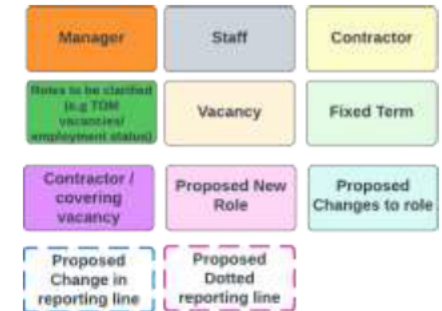 Manager
Staff
Contractor
Roles to be clarified
(e.g TOM
vacancies/
employment status)
Vacancy
Fixed Term
Contractor /
covering
vacancy
Proposed New
Role
Proposed
Changes to role
Proposed
Change in
reporting line
Proposed
Dotted
reporting line